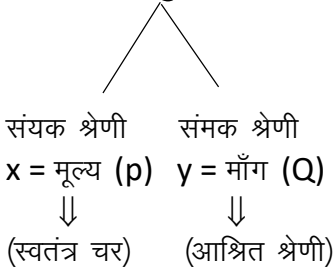 संयक श्रेणी संमक श्रेणी
x = मूल्य (p) y = माँग (Q)
⇓ ⇓
(स्वतंत्र चर) (आश्रित श्रेणी)